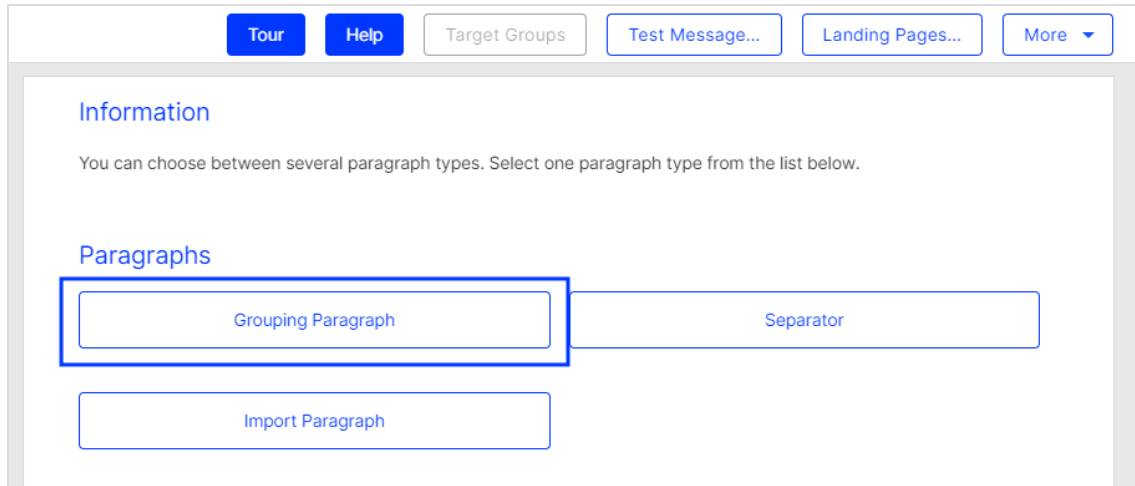 Tour Help Target Groups Test Message... Landing Pages... More
Information
You can choose between several paragraph types. Select one paragraph type from the list below.
Paragraphs
Grouping Paragraph Separator
Import Paragraph